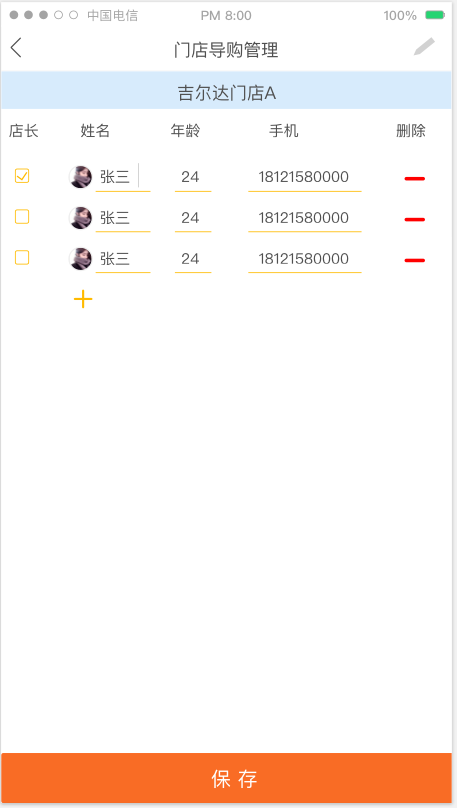 中国电信 PM 8:00 100%
门店导购管理
吉尔达门店A
店长 姓名 年龄 手机 删除
张三 24 18121580000
张三 24 18121580000
张三 24 18121580000
保存